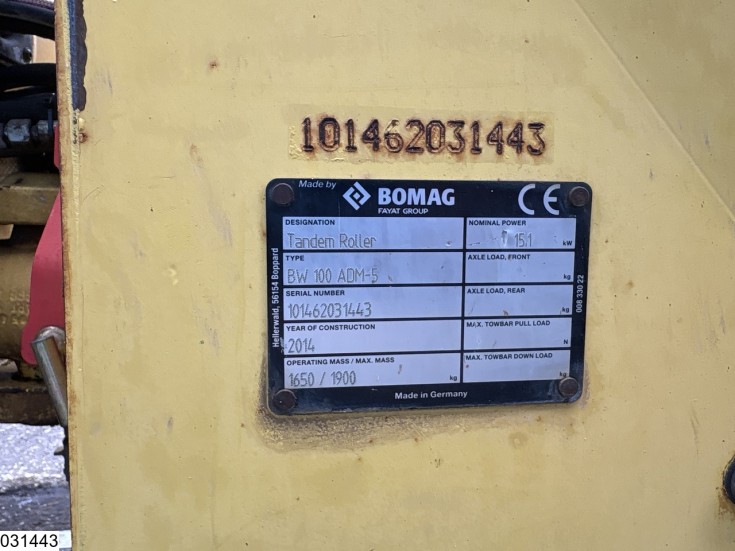 101462031443
Made by BOMAG CE
FAYAT GROUP
DESIGNATION
Tandem Roller
NOMINAL POWER
15.1 kW
TYPE
BW 100 ADM-5
AXLE LOAD, FRONT
kg
SERIAL NUMBER
101462031443
AXLE LOAD, REAR
kg
YEAR OF CONSTRUCTION
2014
MAX. TOWBAR PULL LOAD
N
OPERATING MASS / MAX. MASS
1650 / 1900 kg
MAX. TOWBAR DOWN LOAD
kg
Made in Germany
Hellerwald, 56154 Boppard
008 330 22
031443